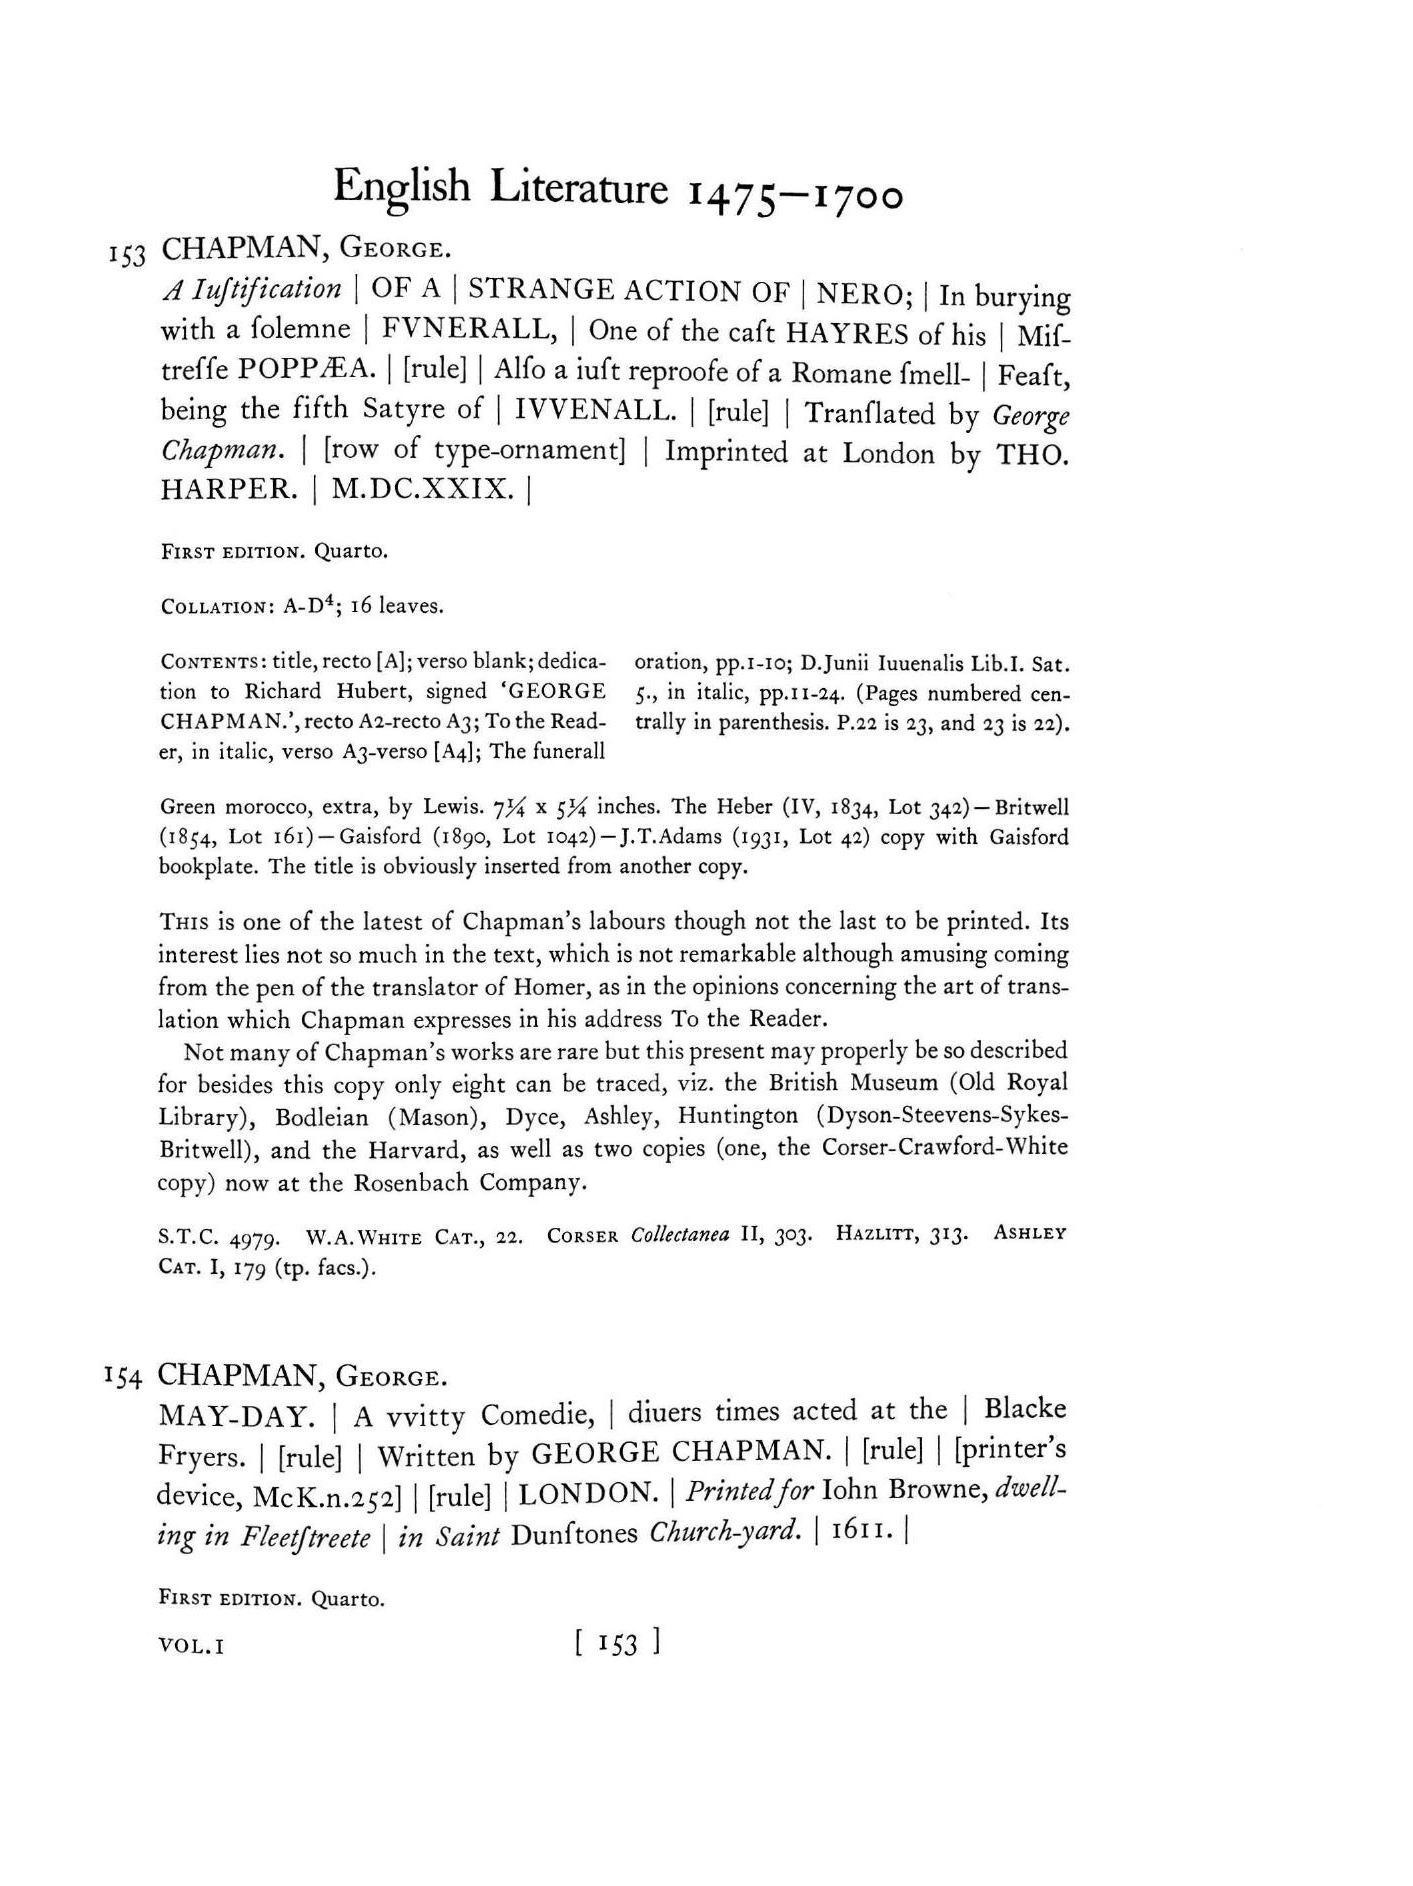 English Literature 1475–1700
153 CHAPMAN, GEORGE.
A Iuſtification | OF A | STRANGE ACTION OF | NERO; | In burying
with a ſolemne | FVNERALL, | One of the caſt HAYRES of his | Miſ-
treſſe POPPÆA. | [rule] | Alſo a iuſt reproofe of a Romane ſmell- | Feaſt,
being the fifth Satyre of | IVVENALL. | [rule] | Tranſlated by George
Chapman. | [row of type-ornament] | Imprinted at London by THO.
HARPER. | M.DC.XXIX. |
FIRST EDITION. Quarto.
COLLATION: A-D⁴; 16 leaves.
CONTENTS: title, recto [A]; verso blank; dedica-
tion to Richard Hubert, signed ‘GEORGE
CHAPMAN.’, recto A2-recto A3; To the Read-
er, in italic, verso A3-verso [A4]; The funerall
oration, pp.1-10; D.Junii Iuuenalis Lib.I. Sat.
5., in italic, pp.11-24. (Pages numbered cen-
trally in parenthesis. P.22 is 23, and 23 is 22).
Green morocco, extra, by Lewis. 7¼ x 5¼ inches. The Heber (IV, 1834, Lot 342)—Britwell
(1854, Lot 161)—Gaisford (1890, Lot 1042)—J.T.Adams (1931, Lot 42) copy with Gaisford
bookplate. The title is obviously inserted from another copy.
THIS is one of the latest of Chapman’s labours though not the last to be printed. Its
interest lies not so much in the text, which is not remarkable although amusing coming
from the pen of the translator of Homer, as in the opinions concerning the art of trans-
lation which Chapman expresses in his address To the Reader.
Not many of Chapman’s works are rare but this present may properly be so described
for besides this copy only eight can be traced, viz. the British Museum (Old Royal
Library), Bodleian (Mason), Dyce, Ashley, Huntington (Dyson-Steevens-Sykes-
Britwell), and the Harvard, as well as two copies (one, the Corser-Crawford-White
copy) now at the Rosenbach Company.
S.T.C. 4979. W.A.WHITE CAT., 22. CORSER Collectanea II, 303. HAZLITT, 313. ASHLEY
CAT. I, 179 (tp. facs.).
154 CHAPMAN, GEORGE.
MAY-DAY. | A vvitty Comedie, | diuers times acted at the | Blacke
Fryers. | [rule] | Written by GEORGE CHAPMAN. | [rule] | [printer’s
device, McK.n.252] | [rule] | LONDON. | Printed for Iohn Browne, dwell-
ing in Fleetſtreete | in Saint Dunſtones Church-yard. | 1611. |
FIRST EDITION. Quarto.
VOL.I [ 153 ]